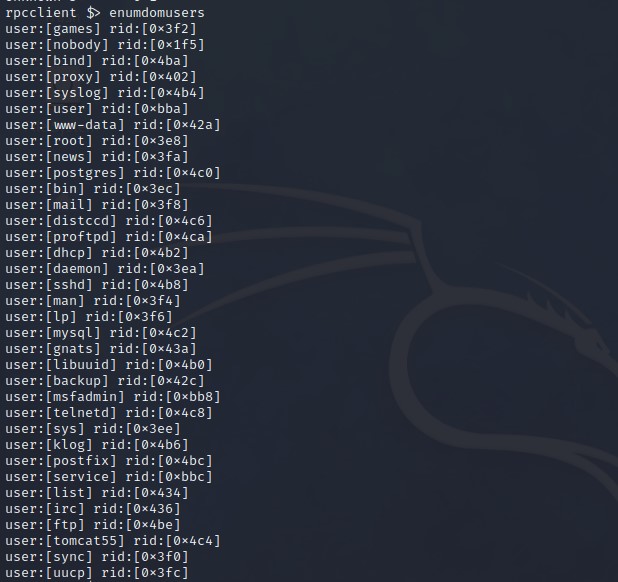 rpcclient $> enumdomusers
user:[games] rid:[0×3f2]
user:[nobody] rid:[0×1f5]
user:[bind] rid:[0×4ba]
user:[proxy] rid:[0×402]
user:[syslog] rid:[0×4b4]
user:[user] rid:[0×bba]
user:[www-data] rid:[0×42a]
user:[root] rid:[0×3e8]
user:[news] rid:[0×3fa]
user:[postgres] rid:[0×4c0]
user:[bin] rid:[0×3ec]
user:[mail] rid:[0×3f8]
user:[distccd] rid:[0×4c6]
user:[proftpd] rid:[0×4ca]
user:[dhcp] rid:[0×4b2]
user:[daemon] rid:[0×3ea]
user:[sshd] rid:[0×4b8]
user:[man] rid:[0×3f4]
user:[lp] rid:[0×3f6]
user:[mysql] rid:[0×4c2]
user:[gnats] rid:[0×43a]
user:[libuuid] rid:[0×4b0]
user:[backup] rid:[0×42c]
user:[msfadmin] rid:[0×bb8]
user:[telnetd] rid:[0×4c8]
user:[sys] rid:[0×3ee]
user:[klog] rid:[0×4b6]
user:[postfix] rid:[0×4bc]
user:[service] rid:[0×bbc]
user:[list] rid:[0×434]
user:[irc] rid:[0×436]
user:[ftp] rid:[0×4be]
user:[tomcat55] rid:[0×4c4]
user:[sync] rid:[0×3f0]
user:[uucp] rid:[0×3fc]